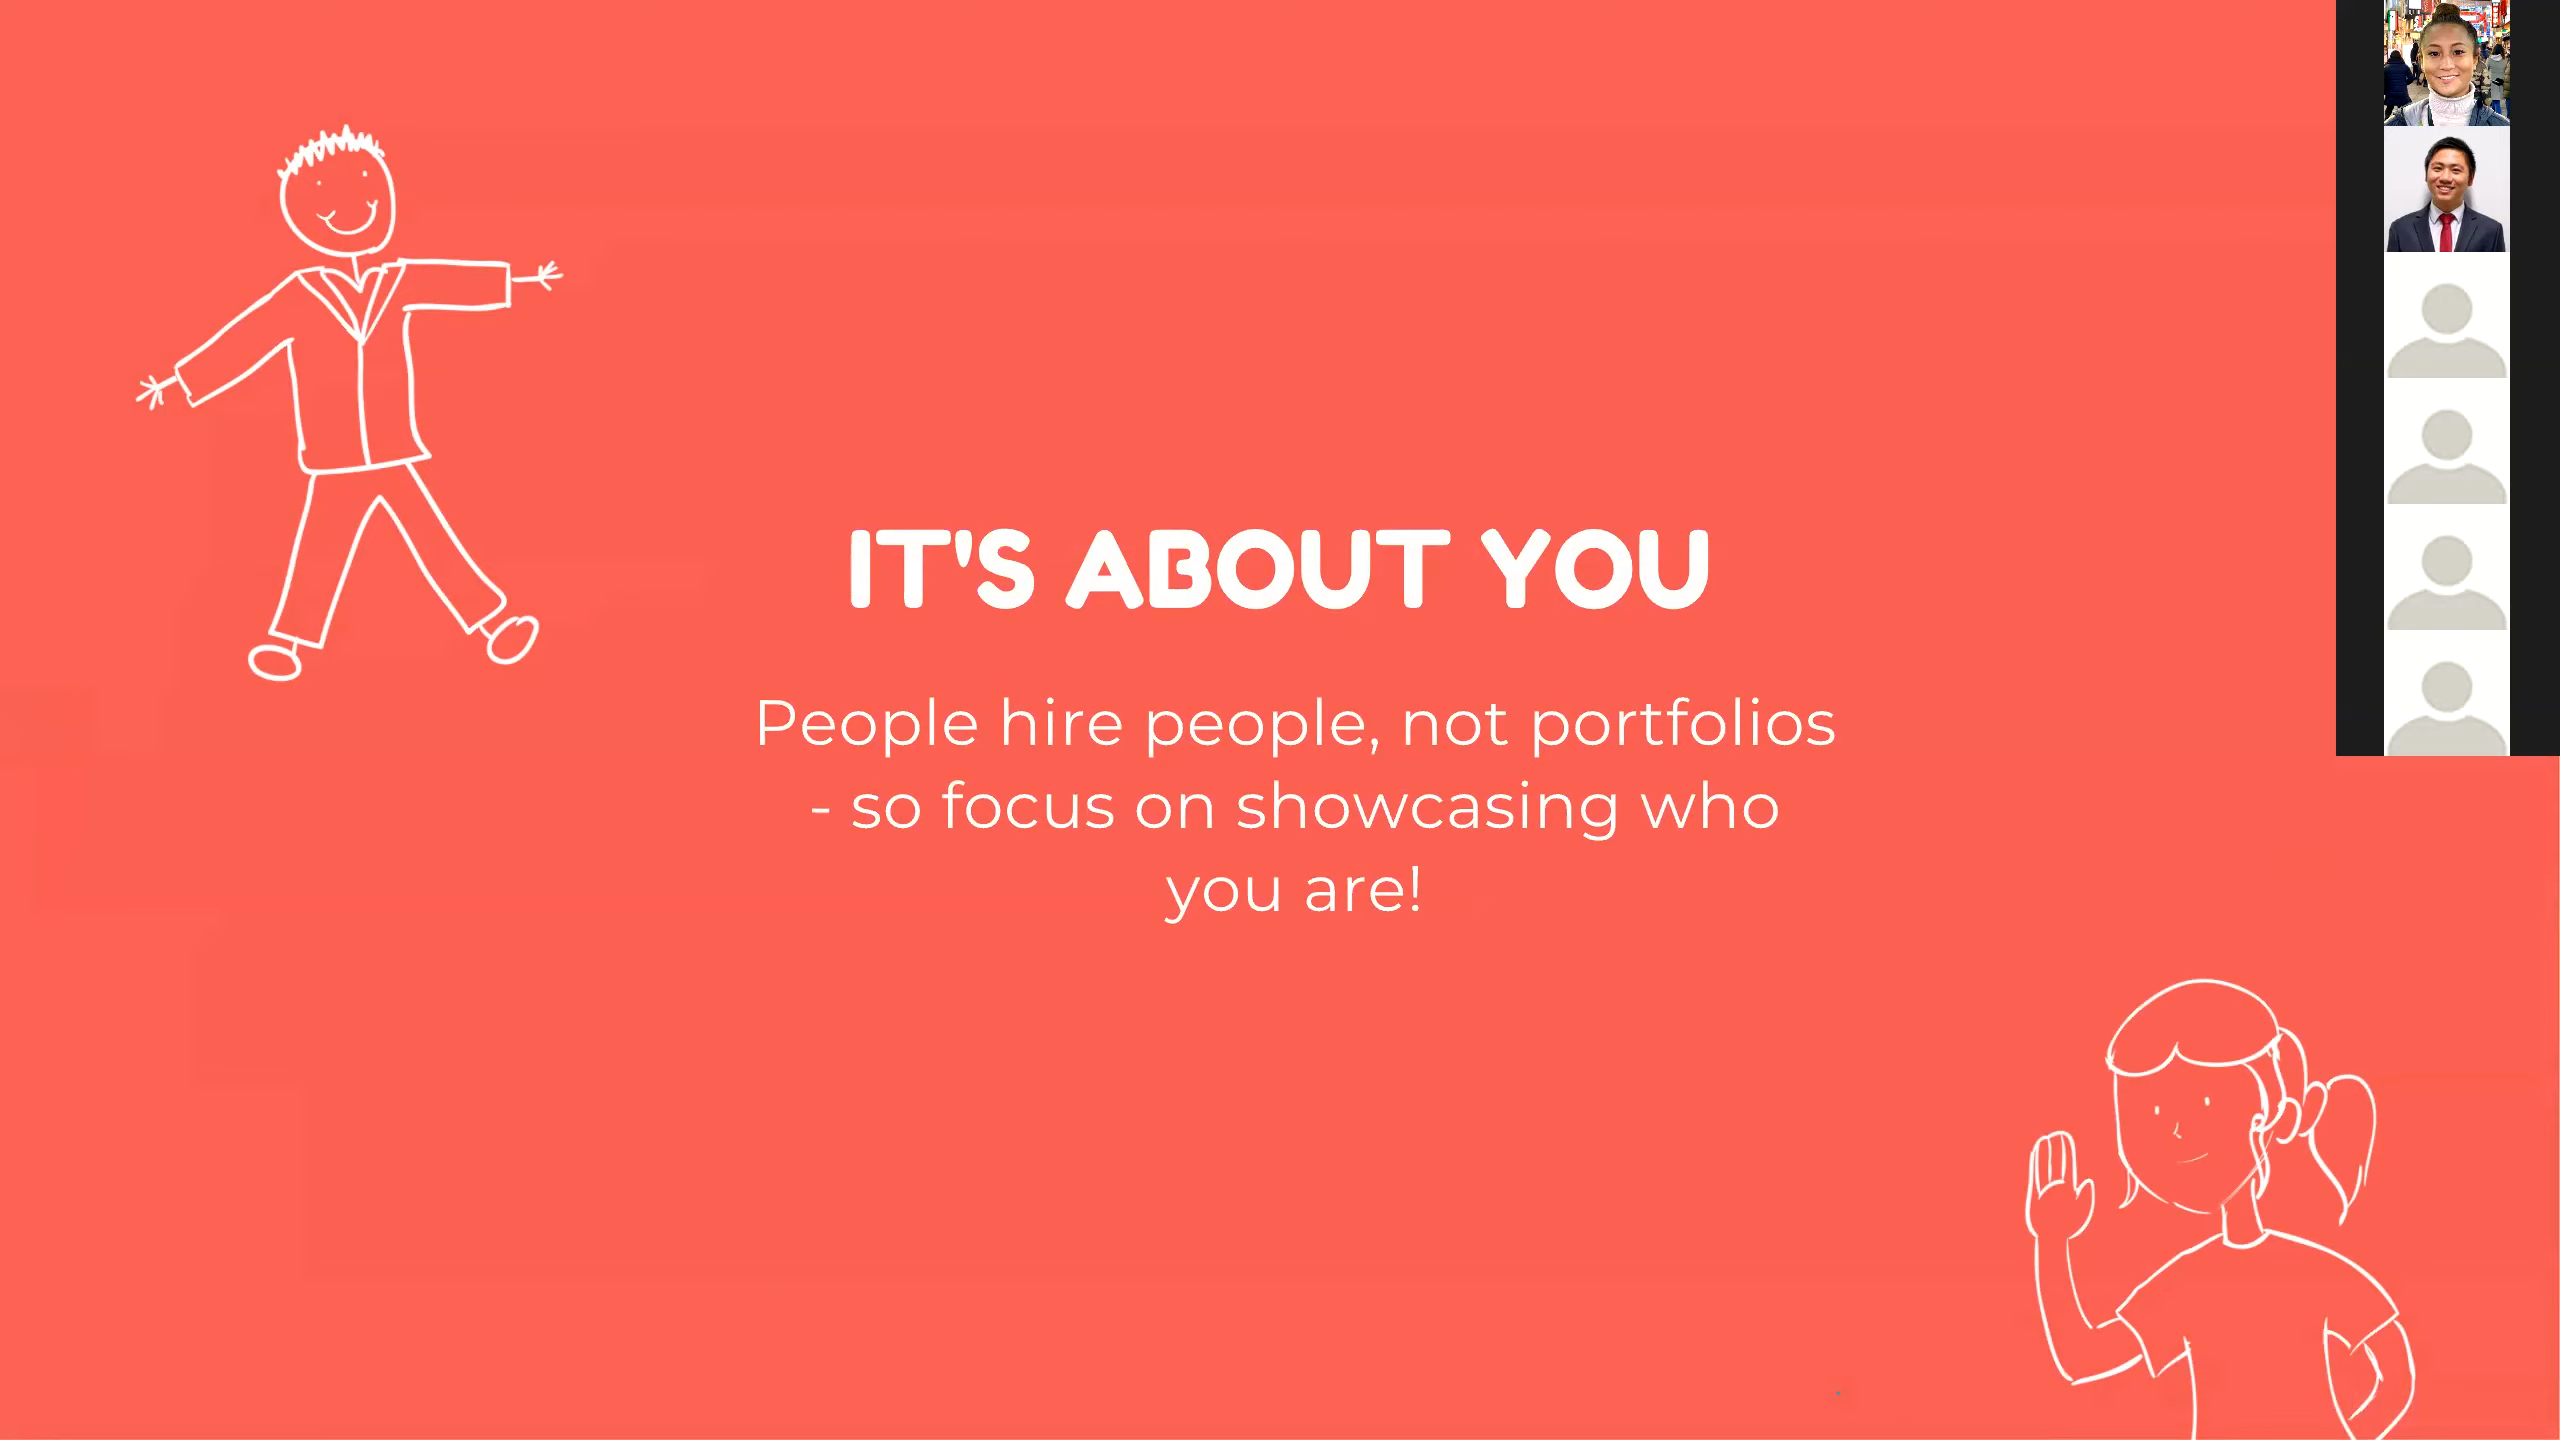 IT'S ABOUT YOU
People hire people, not portfolios
- so focus on showcasing who
you are!